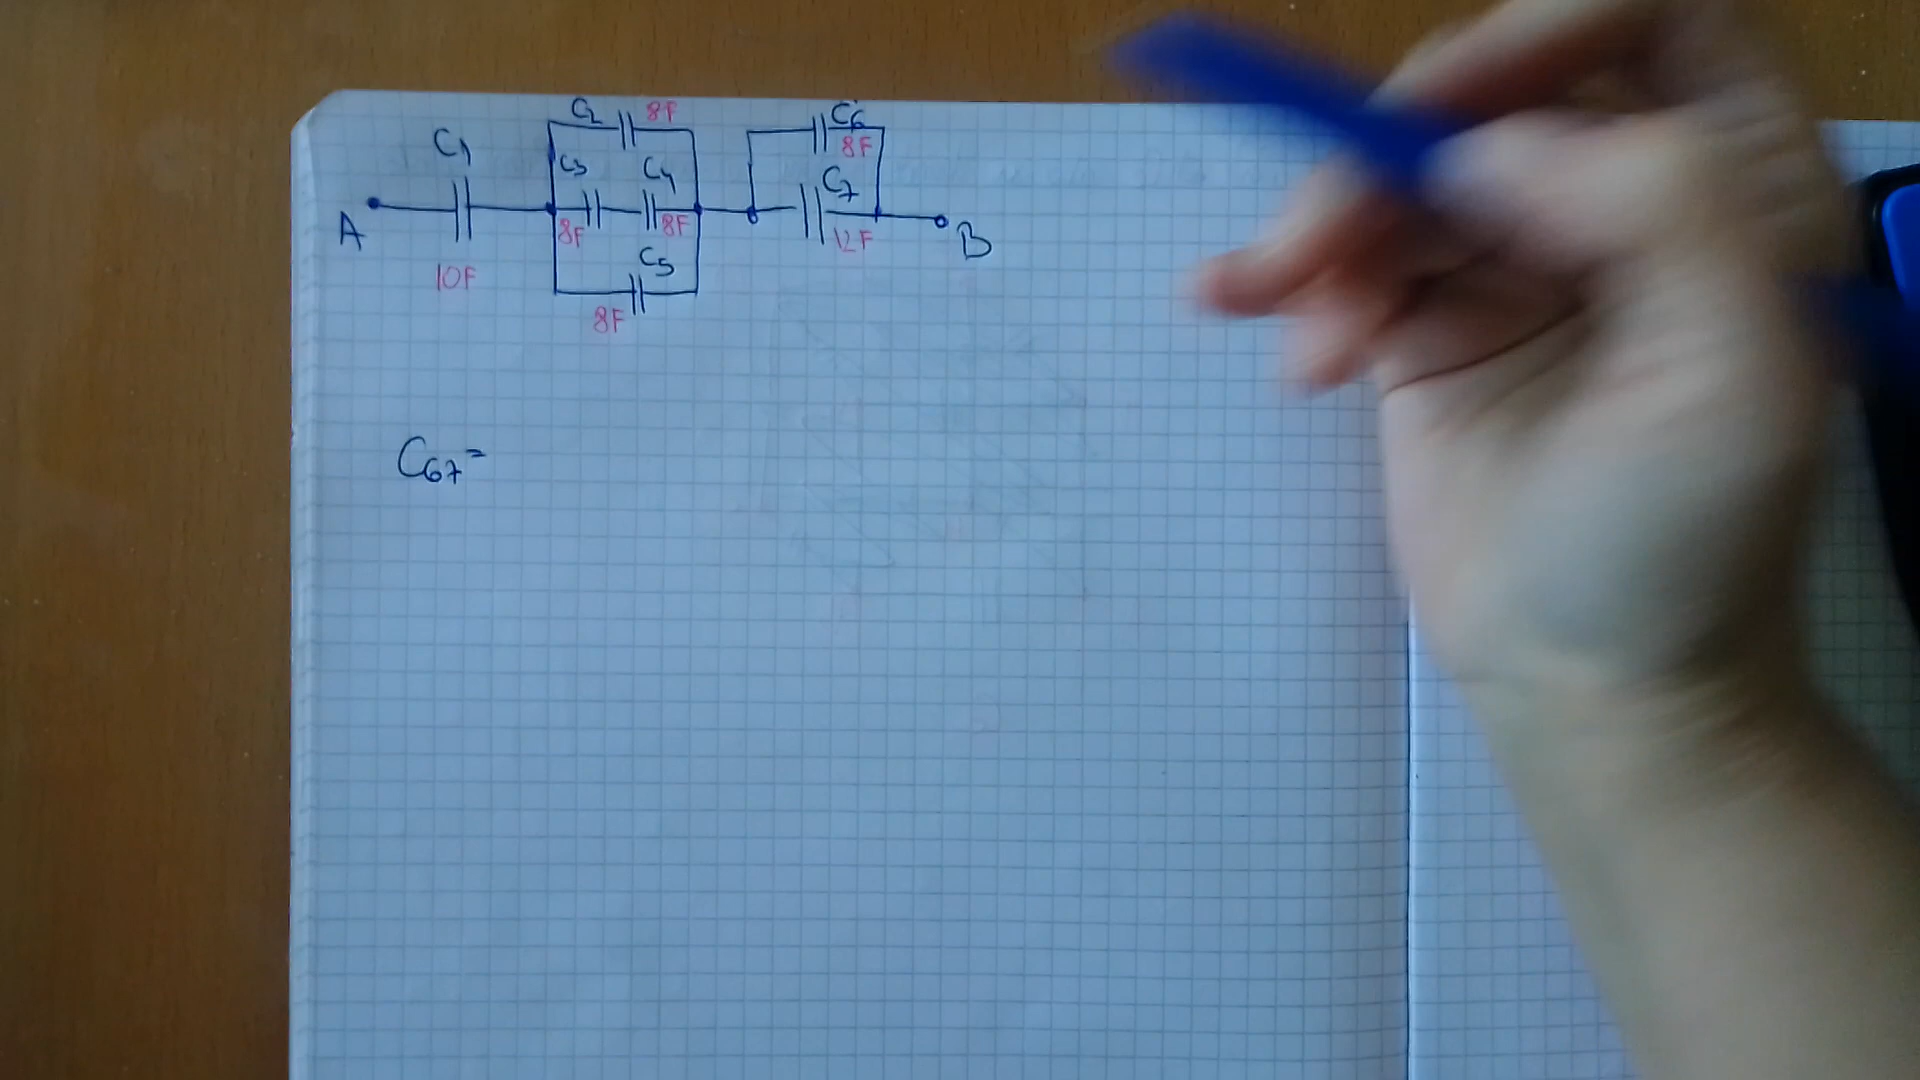 C2 8F C6
C1 C3 C4 8F
C7
A 8F 8F 12F B
C5
10F
8F
C67=